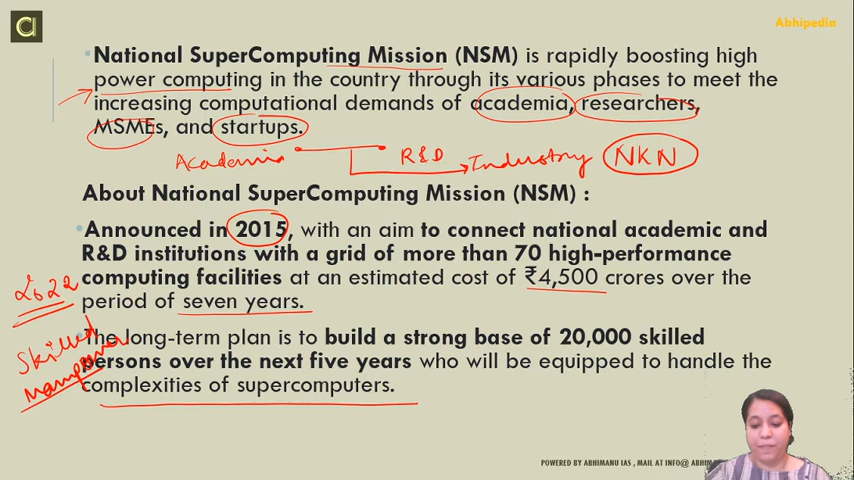 Abhipedia
National SuperComputing Mission (NSM) is rapidly boosting high
power computing in the country through its various phases to meet the
increasing computational demands of academia, researchers,
MSMEs, and startups.
Academia R&D Industry NKN
About National SuperComputing Mission (NSM) :
Announced in 2015, with an aim to connect national academic and
R&D institutions with a grid of more than 70 high-performance
computing facilities at an estimated cost of ₹4,500 crores over the
period of seven years.
2022
The long-term plan is to build a strong base of 20,000 skilled
persons over the next five years who will be equipped to handle the
complexities of supercomputers.
Skilled
manpower
POWERED BY ABHIMANU IAS , MAIL AT INFO@ ABHIM